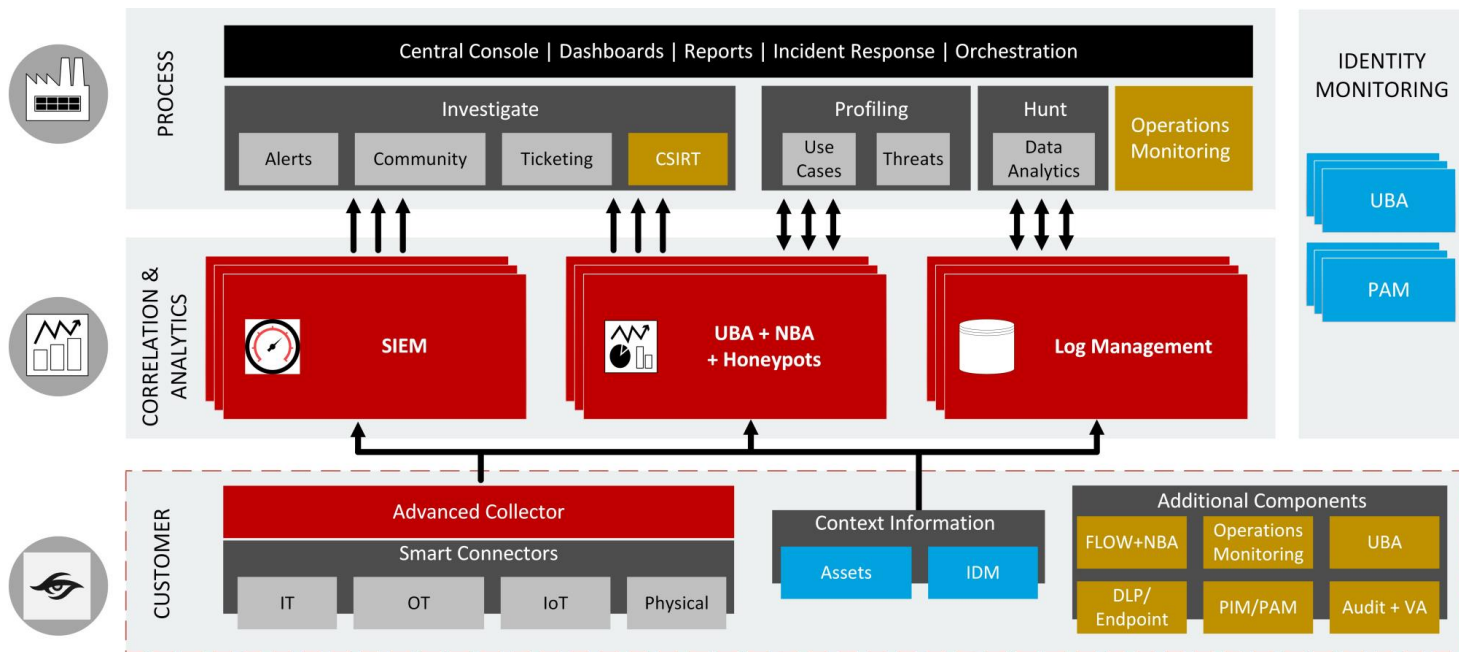 PROCESS
Central Console | Dashboards | Reports | Incident Response | Orchestration
Investigate
Alerts
Community
Ticketing
CSIRT
Profiling
Use
Cases
Threats
Hunt
Data
Analytics
Operations
Monitoring
IDENTITY
MONITORING
UBA
PAM
CORRELATION &
ANALYTICS
SIEM
UBA + NBA
+ Honeypots
Log Management
CUSTOMER
Advanced Collector
Smart Connectors
IT
OT
IoT
Physical
Context Information
Assets
IDM
Additional Components
FLOW+NBA
Operations
Monitoring
UBA
DLP/
Endpoint
PIM/PAM
Audit + VA